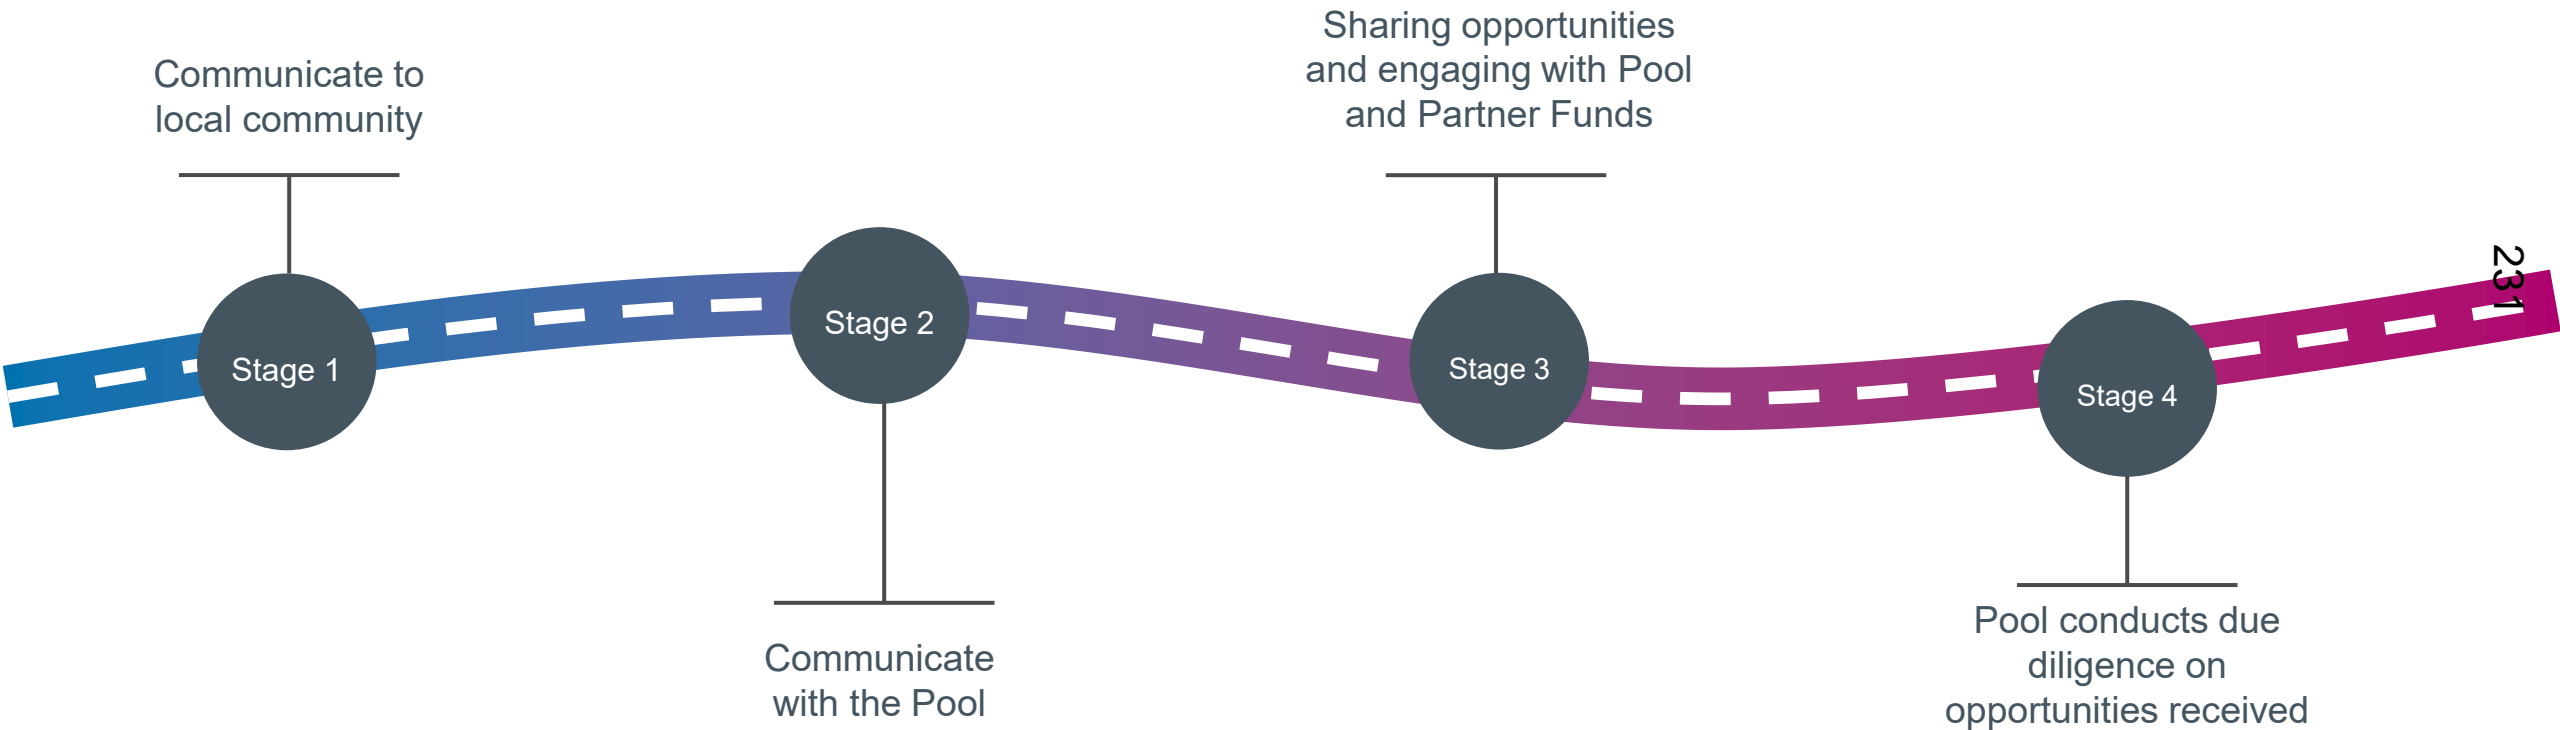 Communicate to
local community
Stage 1
Stage 2
Communicate
with the Pool
Sharing opportunities
and engaging with Pool
and Partner Funds
Stage 3
Stage 4
Pool conducts due
diligence on
opportunities received
231